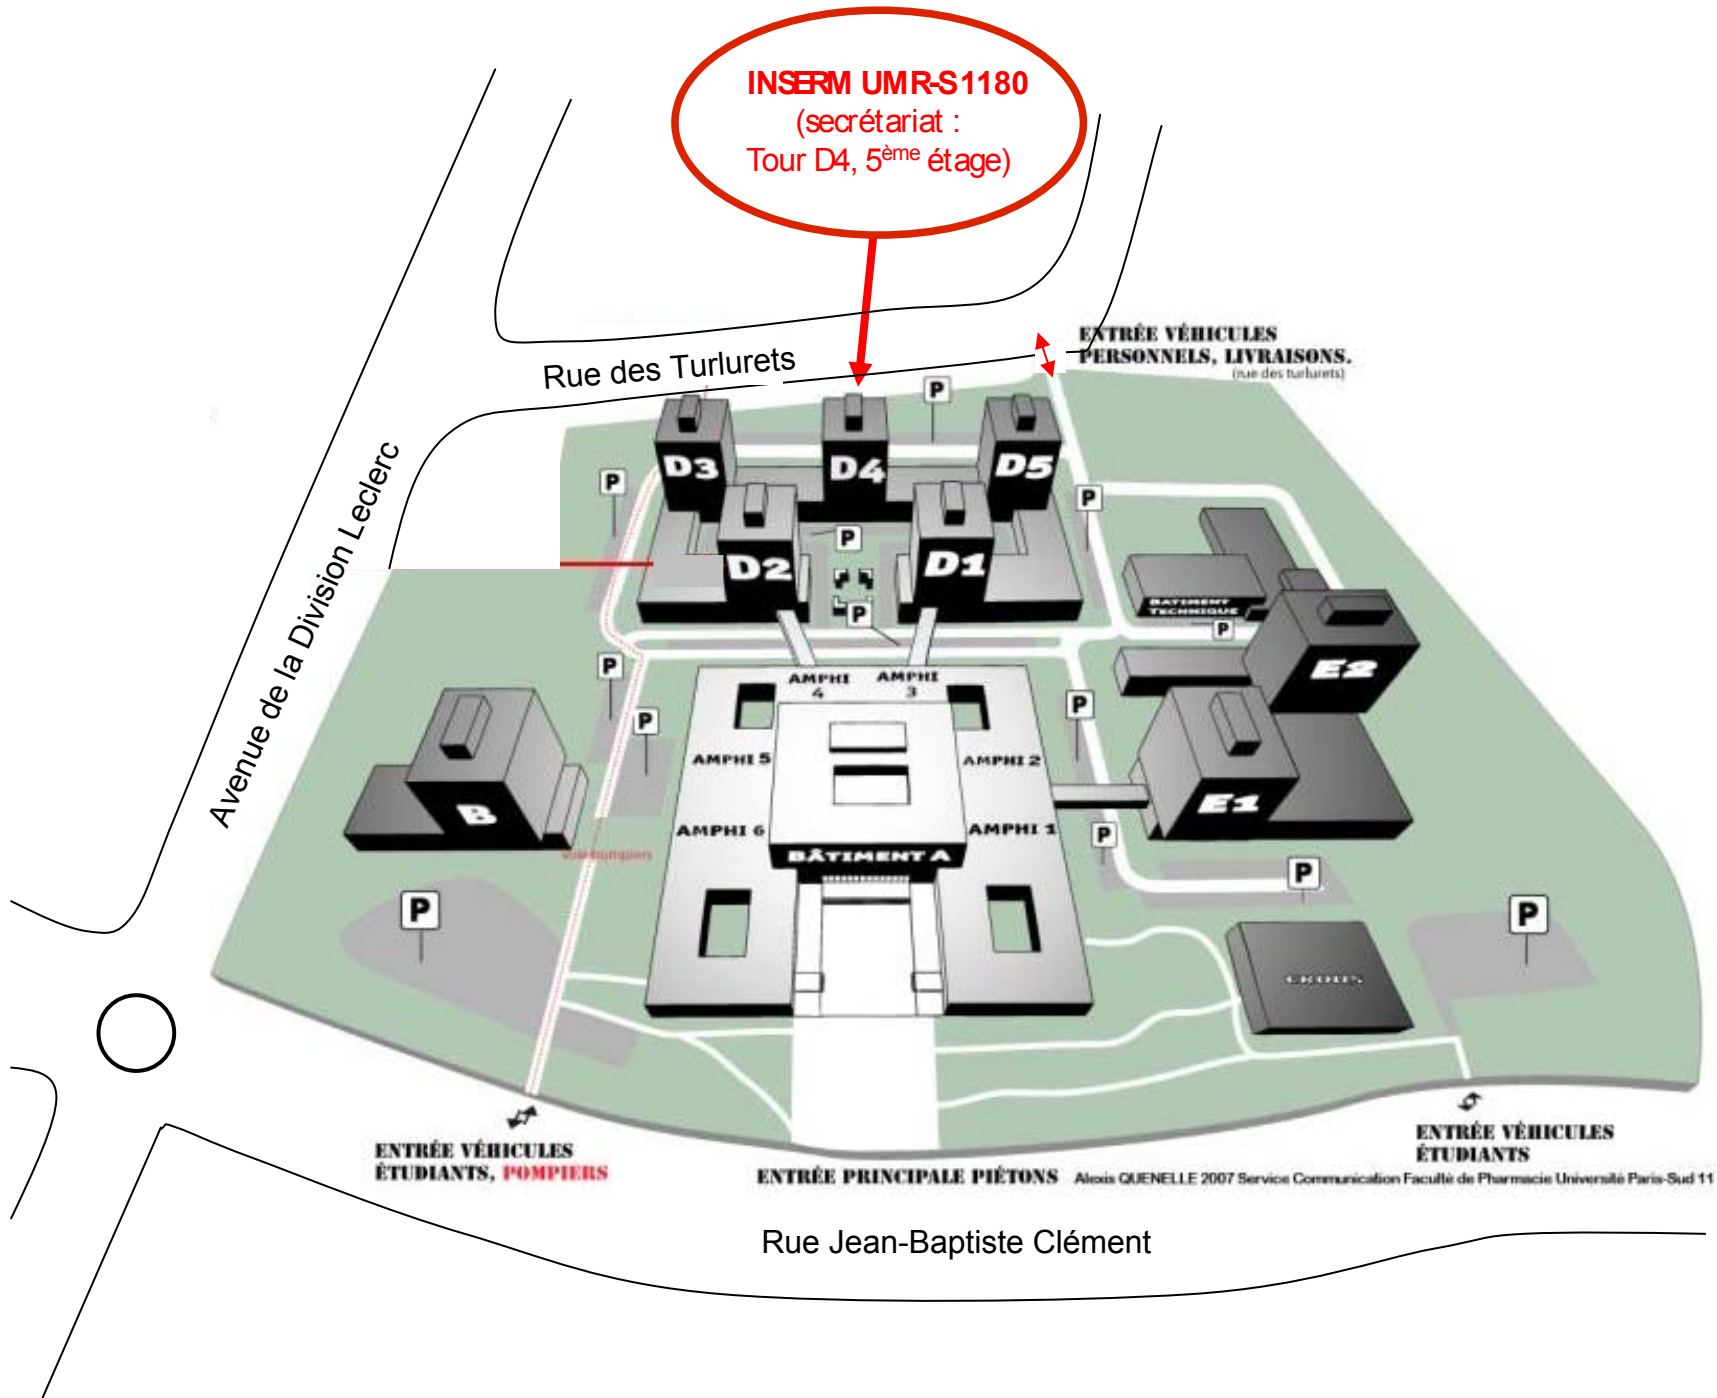 INSERM UMR-S1180
(secrétariat :
Tour D4, 5ème étage)
ENTRÉE VÉHICULES
PERSONNELS, LIVRAISONS.
(rue des turlurets)
Rue des Turlurets
Avenue de la Division Leclerc
P
D3
D4
D5
P
P
P
D2
D1
BATIMENT
TECHNIQUE
P
P
E2
P
AMPHI
4
AMPHI
3
P
P
AMPHI 5
AMPHI 2
B
E1
AMPHI 6
AMPHI 1
P
BÂTIMENT A
voie pompiers
P
P
P
CROUS
ENTRÉE VÉHICULES
ÉTUDIANTS, POMPIERS
ENTRÉE PRINCIPALE PIÉTONS
ENTRÉE VÉHICULES
ÉTUDIANTS
Alexis QUENELLE 2007 Service Communication Faculté de Pharmacie Université Paris-Sud 11
Rue Jean-Baptiste Clément